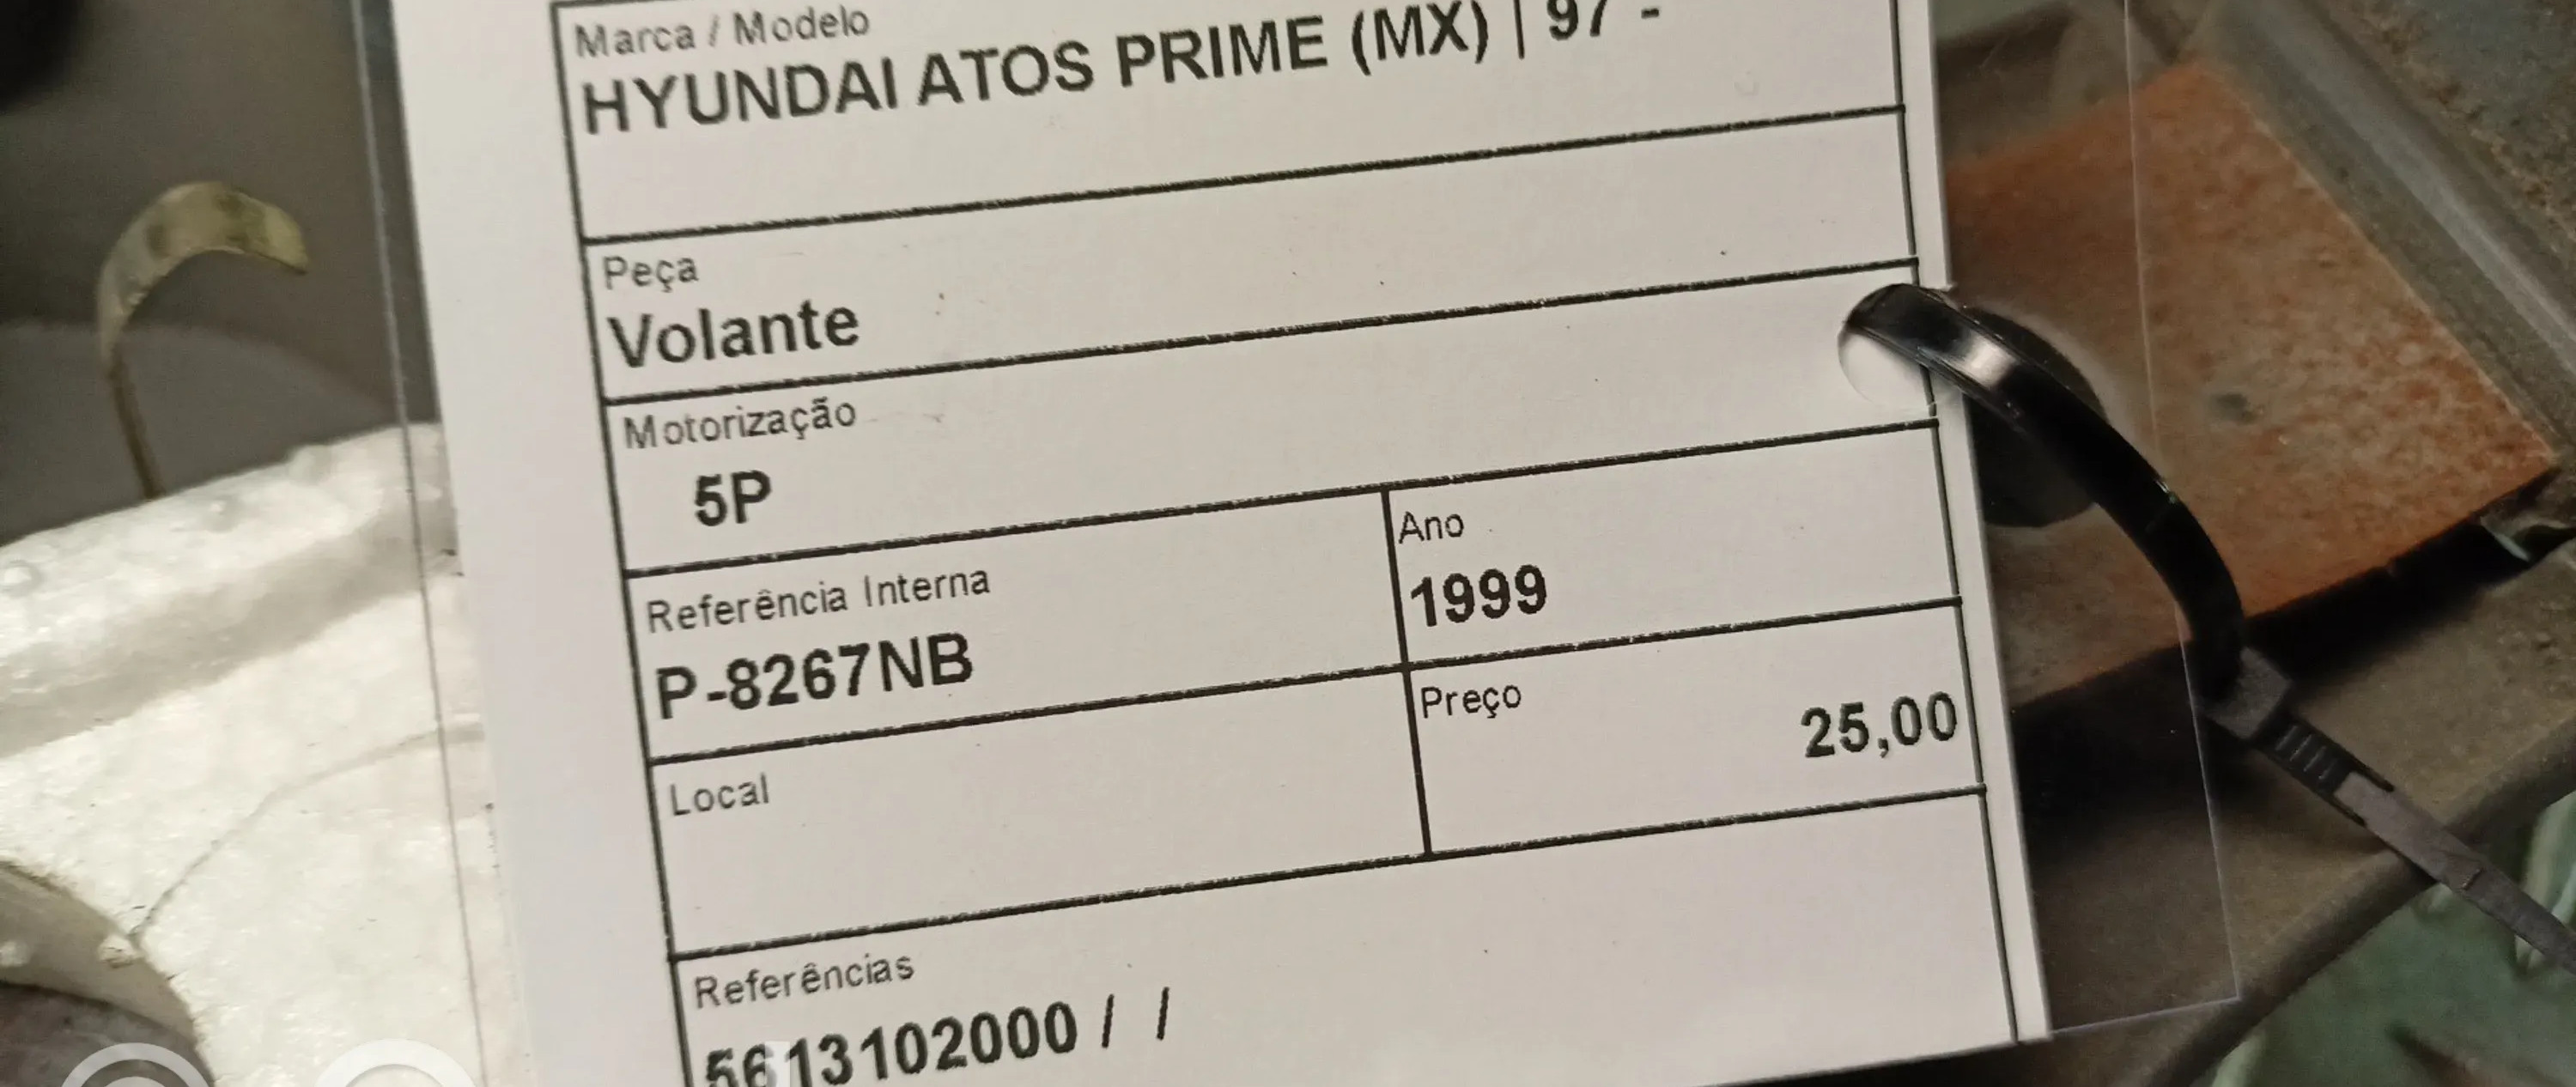 Marca / Modelo
HYUNDAI ATOS PRIME (MX) | 97 -
Peça
Volante
Motorização
5P
Referência Interna
P-8267NB
Ano
1999
Local
Preço
25,00
Referências
5613102000 / /